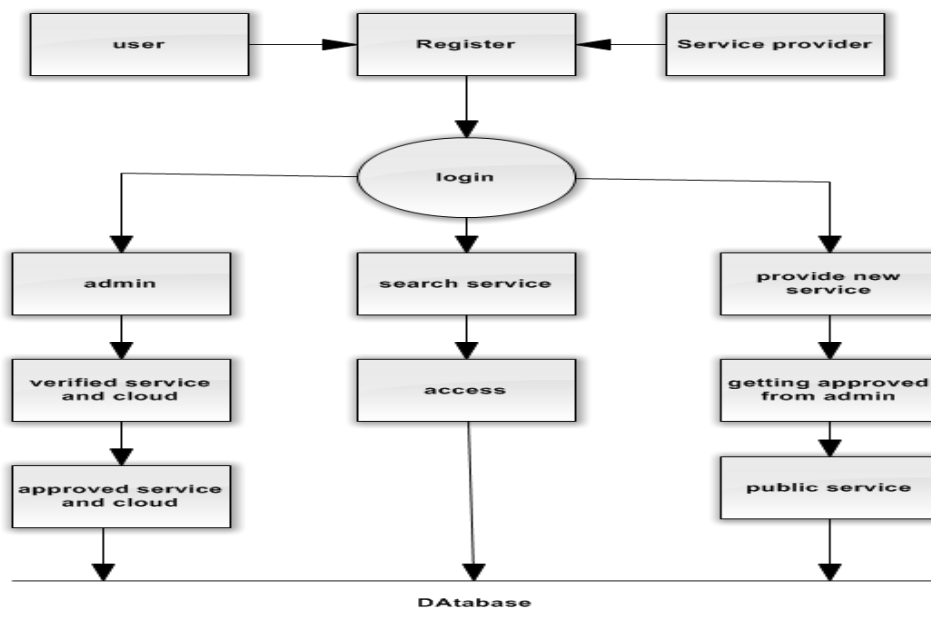 user
Register
Service provider
login
admin
search service
provide new
service
verified service
and cloud
access
getting approved
from admin
approved service
and cloud
public service
DAtabase